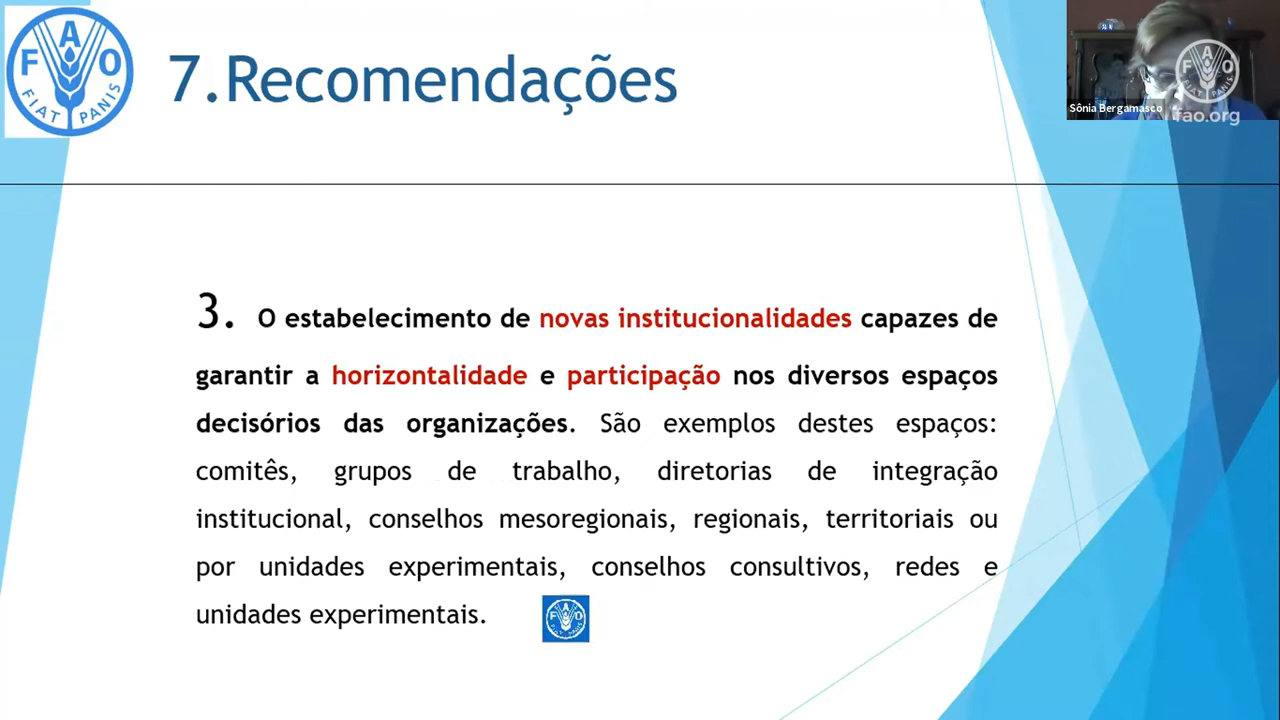 F A O
FIAT PANIS
7.Recomendações
F A O
Sônia Bergamasco
fao.org
3. O estabelecimento de novas institucionalidades capazes de
garantir a horizontalidade e participação nos diversos espaços
decisórios das organizações. São exemplos destes espaços:
comitês, grupos de trabalho, diretorias de integração
institucional, conselhos mesoregionais, regionais, territoriais ou
por unidades experimentais, conselhos consultivos, redes e
unidades experimentais.
F A O
FIAT PANIS